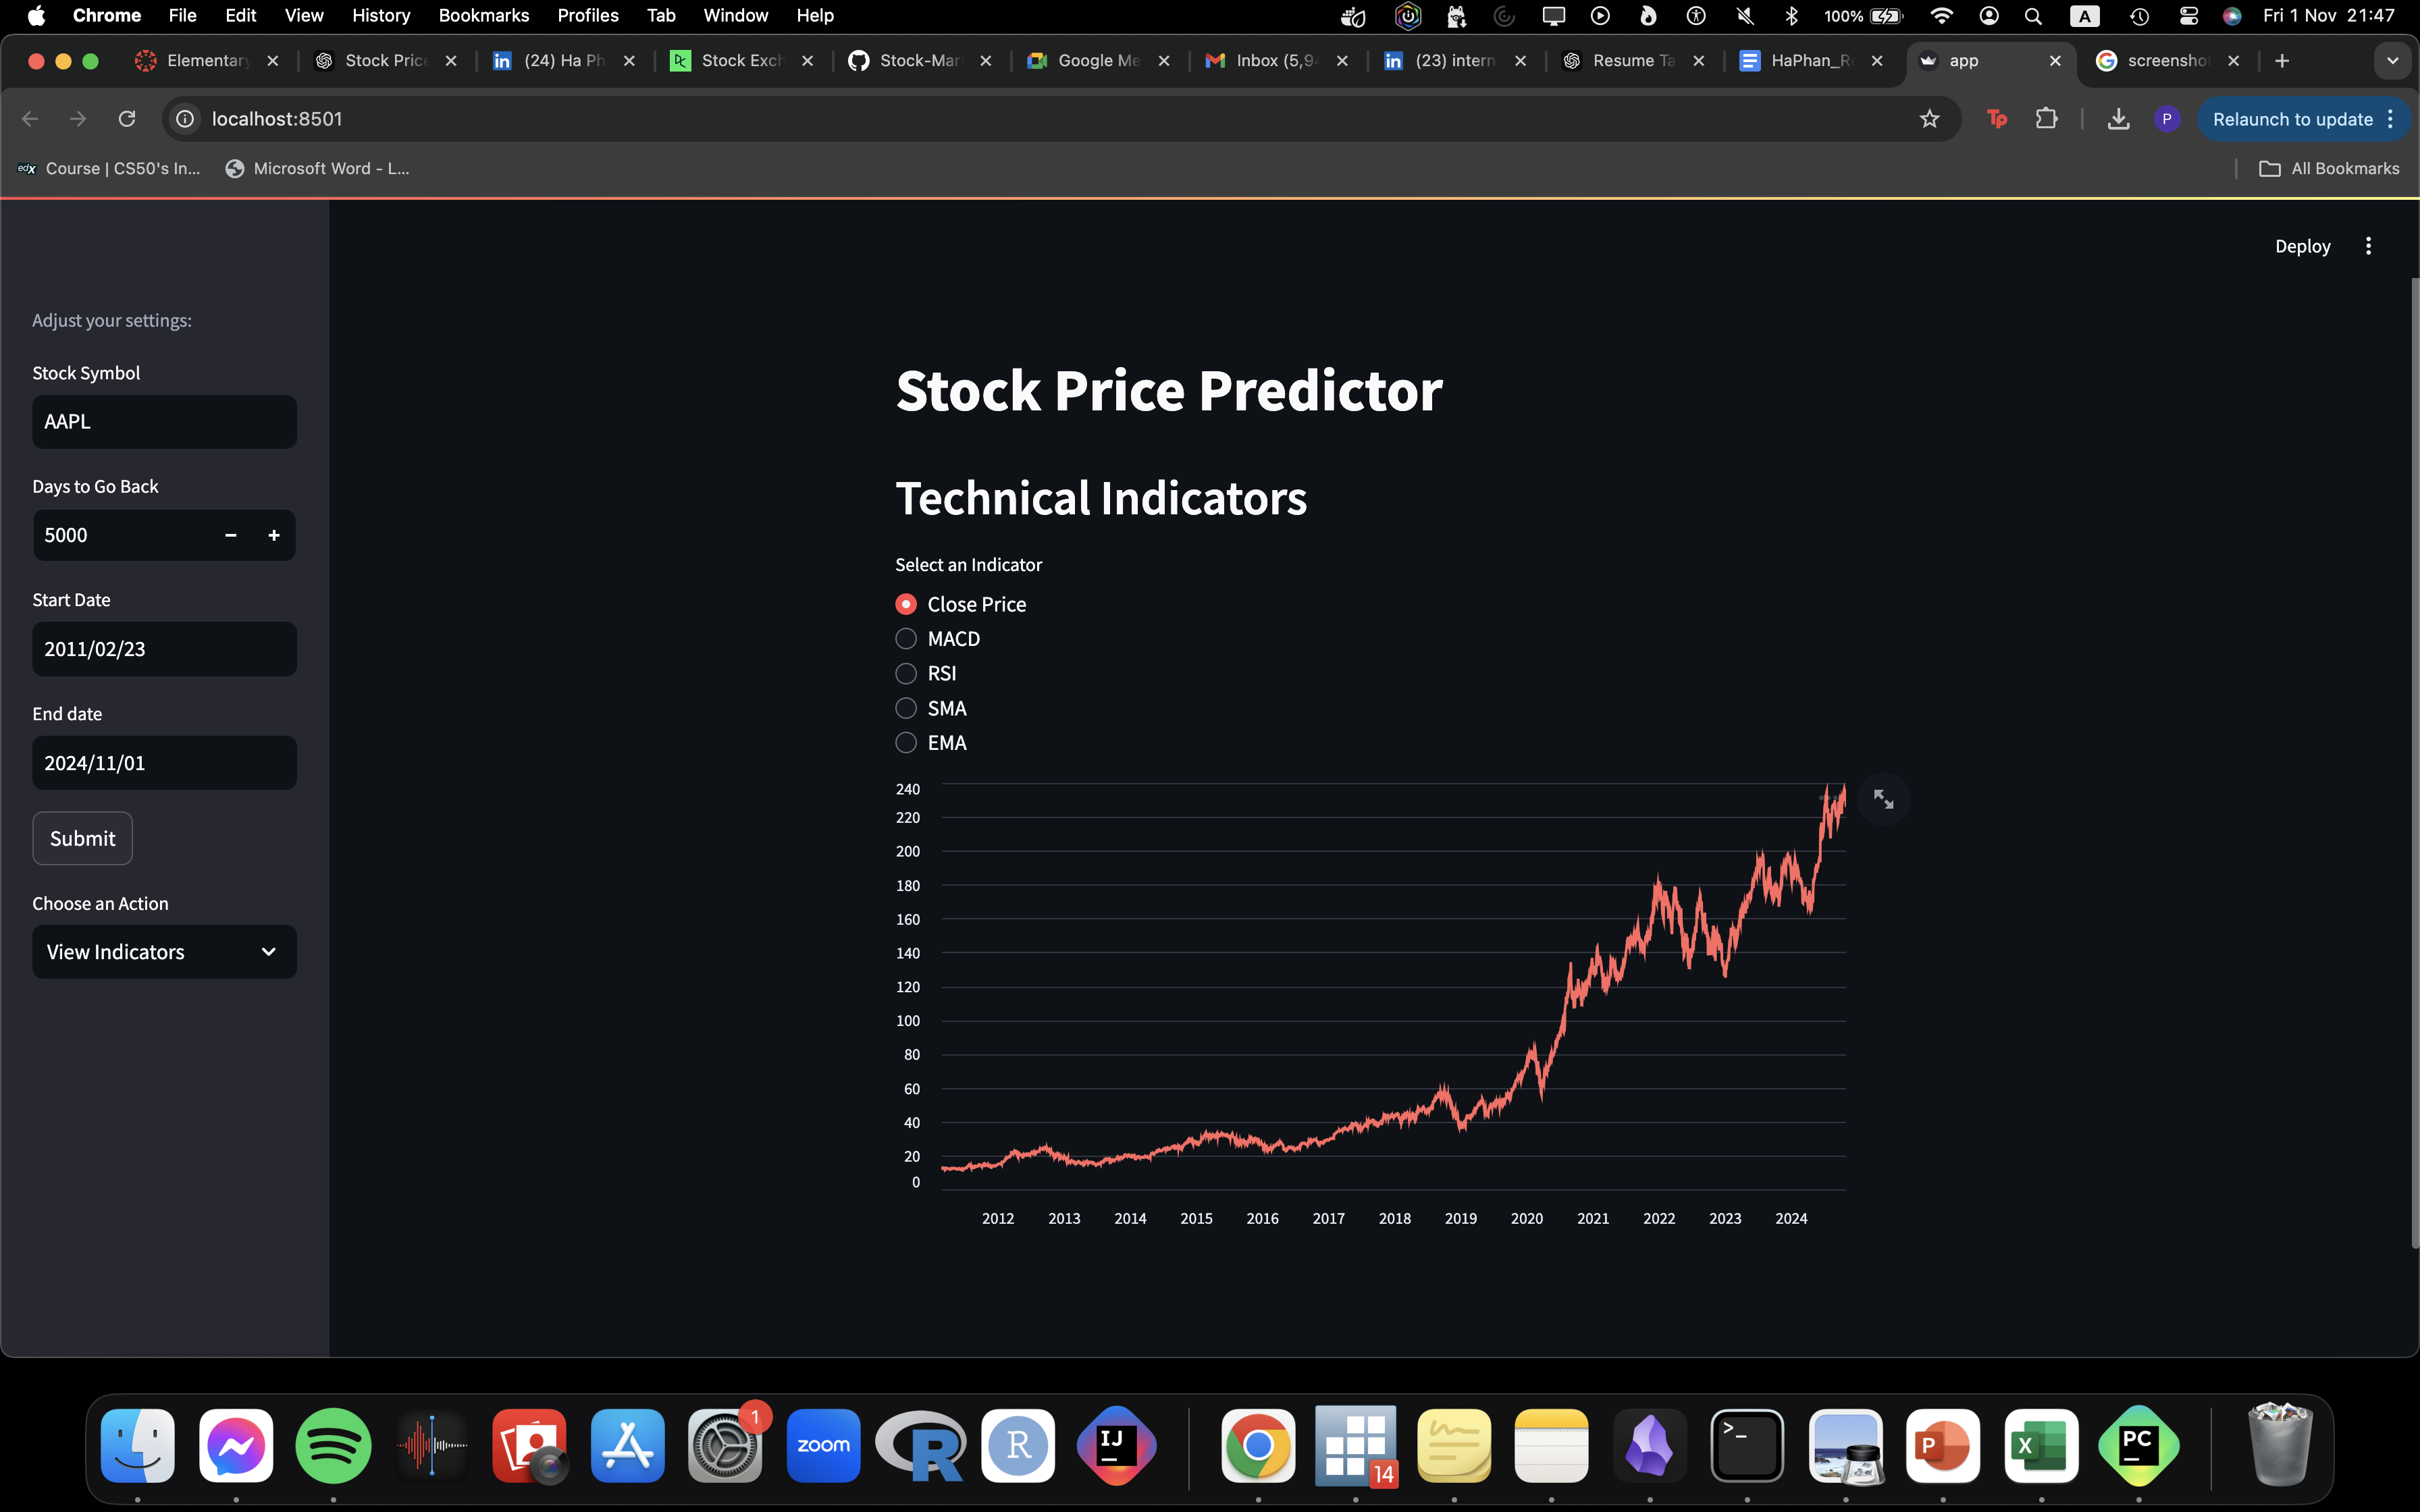 Chrome File Edit View History Bookmarks Profiles Tab Window Help 100% A Fri 1 Nov 21:47
Elementary Stock Price (24) Ha Ph Stock Exch Stock-Mar Google Me Inbox (5,9 (23) intern Resume Ta HaPhan_R app screenshot
localhost:8501 Tp P Relaunch to update
edX Course | CS50's In... Microsoft Word - L... All Bookmarks
Deploy
Adjust your settings:
Stock Symbol
AAPL
Days to Go Back
5000 − +
Start Date
2011/02/23
End date
2024/11/01
Submit
Choose an Action
View Indicators
Stock Price Predictor
Technical Indicators
Select an Indicator
Close Price
MACD
RSI
SMA
EMA
240
220
200
180
160
140
120
100
80
60
40
20
0
2012 2013 2014 2015 2016 2017 2018 2019 2020 2021 2022 2023 2024
1 zoom R R IJ 14 >_ P X PC